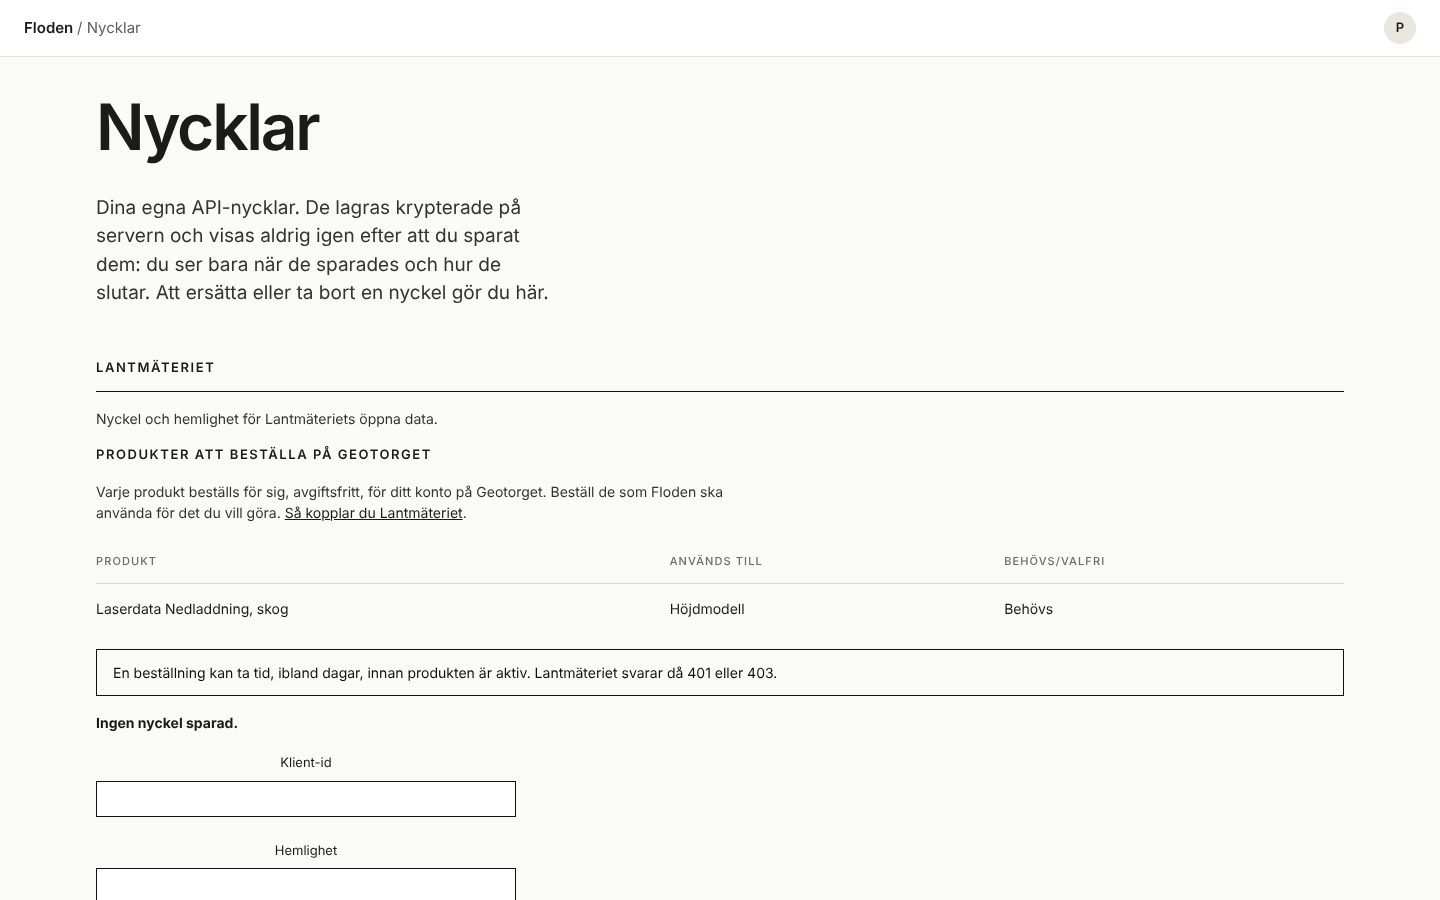 Floden / Nycklar
P
Nycklar
Dina egna API-nycklar. De lagras krypterade på
servern och visas aldrig igen efter att du sparat
dem: du ser bara när de sparades och hur de
slutar. Att ersätta eller ta bort en nyckel gör du här.
LANTMÄTERIET
Nyckel och hemlighet för Lantmäteriets öppna data.
PRODUKTER ATT BESTÄLLA PÅ GEOTORGET
Varje produkt beställs för sig, avgiftsfritt, för ditt konto på Geotorget. Beställ de som Floden ska
använda för det du vill göra. Så kopplar du Lantmäteriet.
PRODUKT ANVÄNDS TILL BEHÖVS/VALFRI
Laserdata Nedladdning, skog Höjdmodell Behövs
En beställning kan ta tid, ibland dagar, innan produkten är aktiv. Lantmäteriet svarar då 401 eller 403.
Ingen nyckel sparad.
Klient-id
Hemlighet